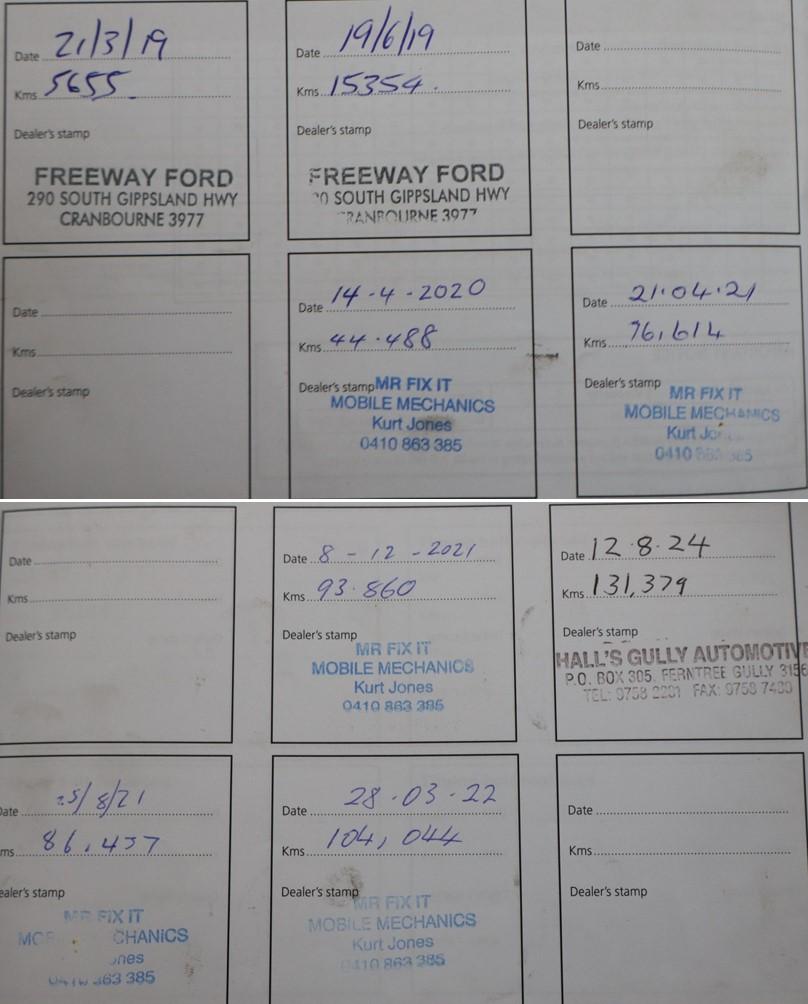 Date 21/3/19
Kms 5655
Dealer's stamp
FREEWAY FORD
290 SOUTH GIPPSLAND HWY
CRANBOURNE 3977
Date 19/6/19
Kms 15354.
Dealer's stamp
FREEWAY FORD
SOUTH GIPPSLAND HWY
CRANBOURNE 3977
Date
Kms
Dealer's stamp
Date
Kms
Dealer's stamp
Date 14-4-2020
Kms 44.488
Dealer's stamp MR FIX IT
MOBILE MECHANICS
Kurt Jones
0410 863 385
Date 21.04.21
Kms 76,614
Dealer's stamp
MR FIX IT
MOBILE MECHANICS
Kurt
0410
Date
Kms
Dealer's stamp
Date 8-12-2021
Kms 93.860
Dealer's stamp
MR FIX IT
MOBILE MECHANICS
Kurt Jones
0410 863 385
Date 12.8.24
Kms 131,379
Dealer's stamp
HALL'S GULLY AUTOMOTIVE
P.O. BOX 305, FERNTREE GULLY 3156
TEL: FAX:
Date
Kms 86,437
Dealer's stamp
MR FIX IT
385
Date 28.03.22
Kms 104,044
Dealer's stamp
MR FIX IT
MOBILE MECHANICS
Kurt Jones
0410 863 385
Date
Kms
Dealer's stamp